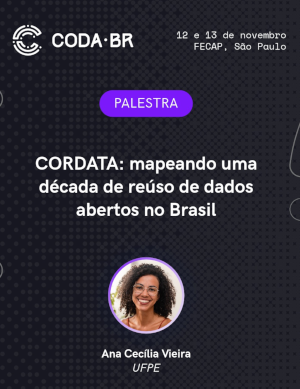 CODA·BR
12 e 13 de novembro
FECAP, São Paulo
PALESTRA
CORDATA: mapeando uma
década de reúso de dados
abertos no Brasil
Ana Cecília Vieira
UFPE